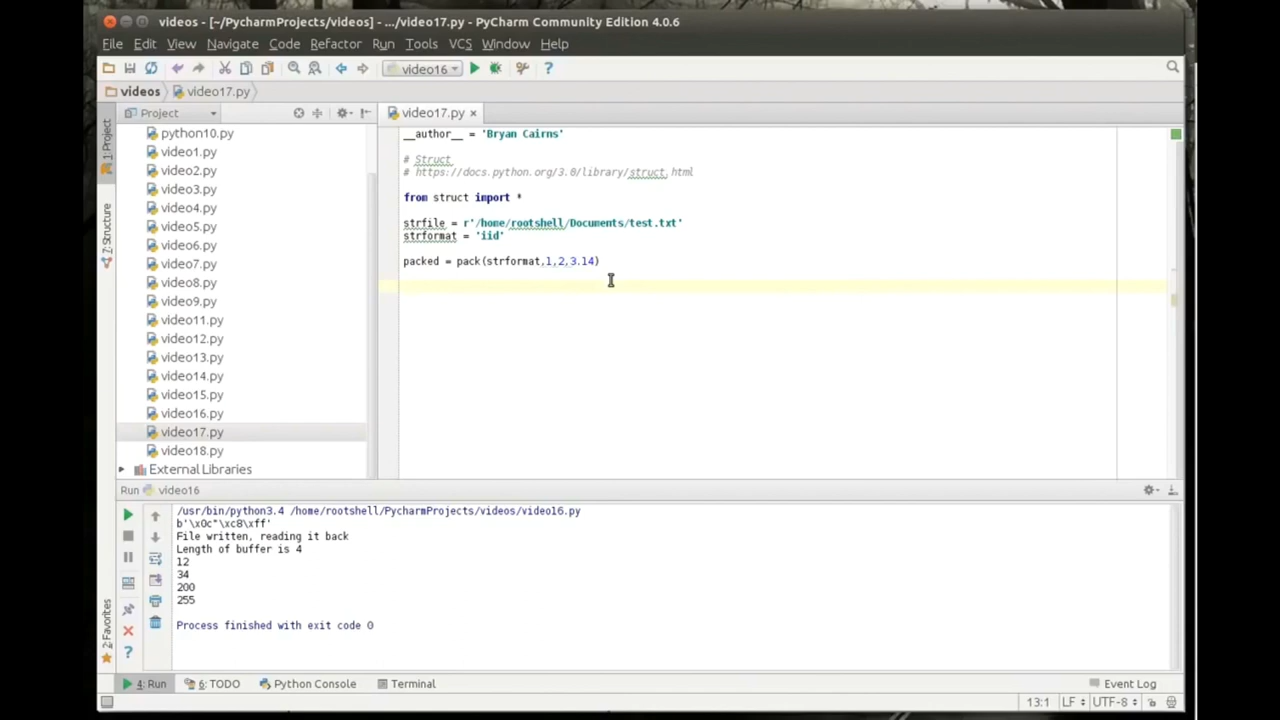 videos - [~/PycharmProjects/videos] - .../video17.py - PyCharm Community Edition 4.0.6
File Edit View Navigate Code Refactor Run Tools VCS Window Help
video16
videos video17.py
Project
video17.py
1: Project
7: Structure
2: Favorites
python10.py
video1.py
video2.py
video3.py
video4.py
video5.py
video6.py
video7.py
video8.py
video9.py
video11.py
video12.py
video13.py
video14.py
video15.py
video16.py
video17.py
video18.py
External Libraries
__author__ = 'Bryan Cairns'
# Struct
# https://docs.python.org/3.0/library/struct.html
from struct import *
strfile = r'/home/rootshell/Documents/test.txt'
strformat = 'iid'
packed = pack(strformat,1,2,3.14)
Run video16
/usr/bin/python3.4 /home/rootshell/PycharmProjects/videos/video16.py
b'\x0c"\xc8\xff'
File written, reading it back
Length of buffer is 4
12
34
200
255
Process finished with exit code 0
4: Run 6: TODO Python Console Terminal Event Log
13:1 LF UTF-8